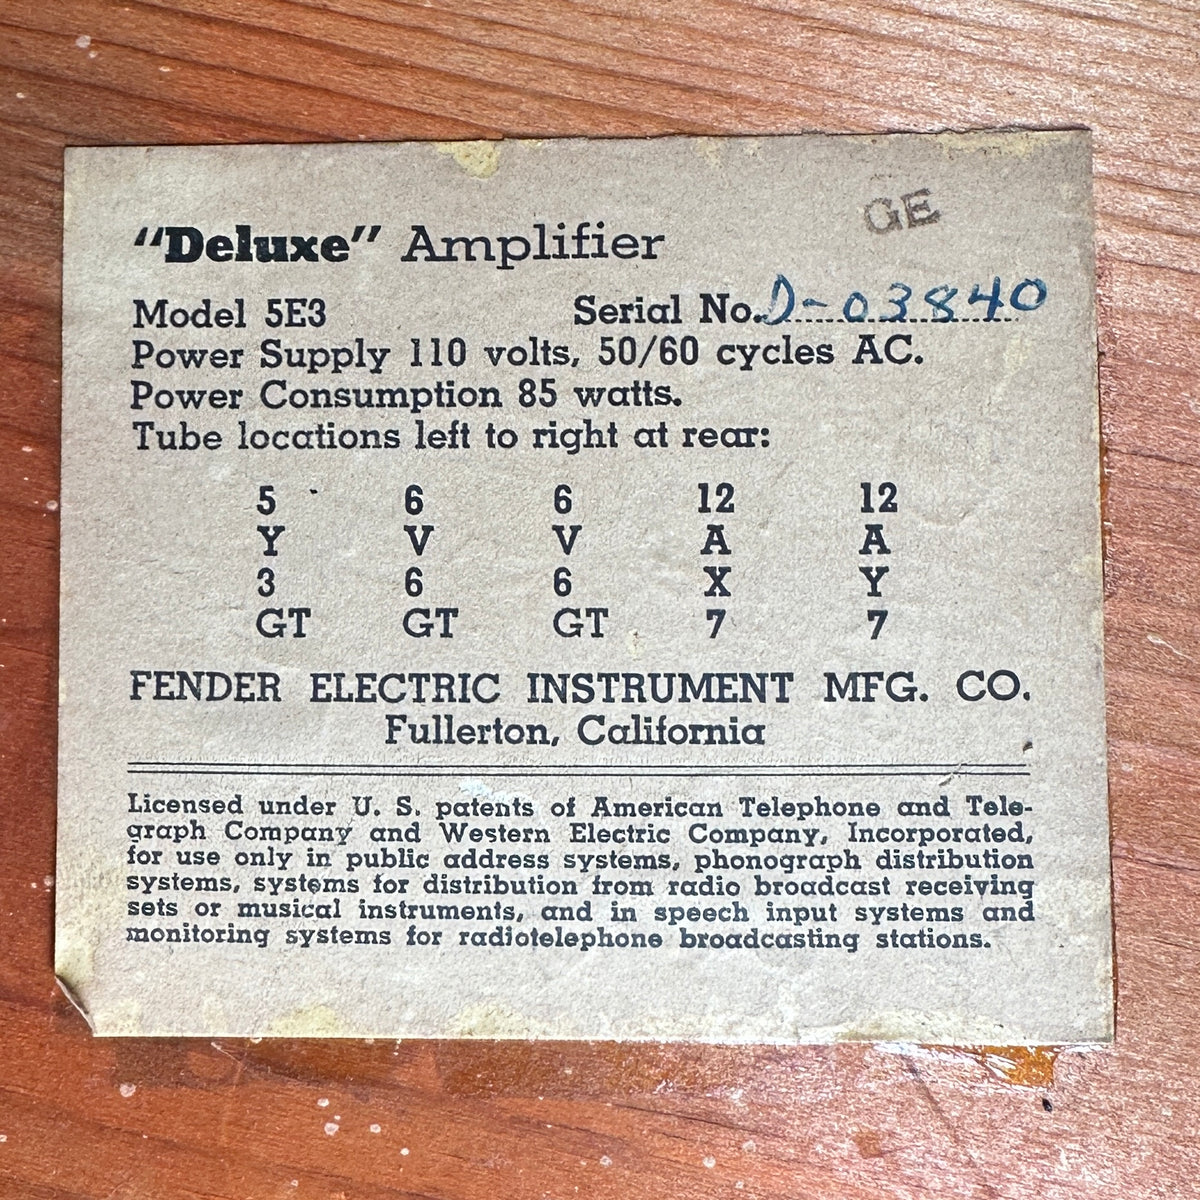 GE
"Deluxe" Amplifier
Model 5E3 Serial No. D-03840
Power Supply 110 volts, 50/60 cycles AC.
Power Consumption 85 watts.
Tube locations left to right at rear:
5 6 6 12 12
Y V V A A
3 6 6 X Y
GT GT GT 7 7
FENDER ELECTRIC INSTRUMENT MFG. CO.
Fullerton, California
Licensed under U. S. patents of American Telephone and Tele-
graph Company and Western Electric Company, Incorporated,
for use only in public address systems, phonograph distribution
systems, systems for distribution from radio broadcast receiving
sets or musical instruments, and in speech input systems and
monitoring systems for radiotelephone broadcasting stations.